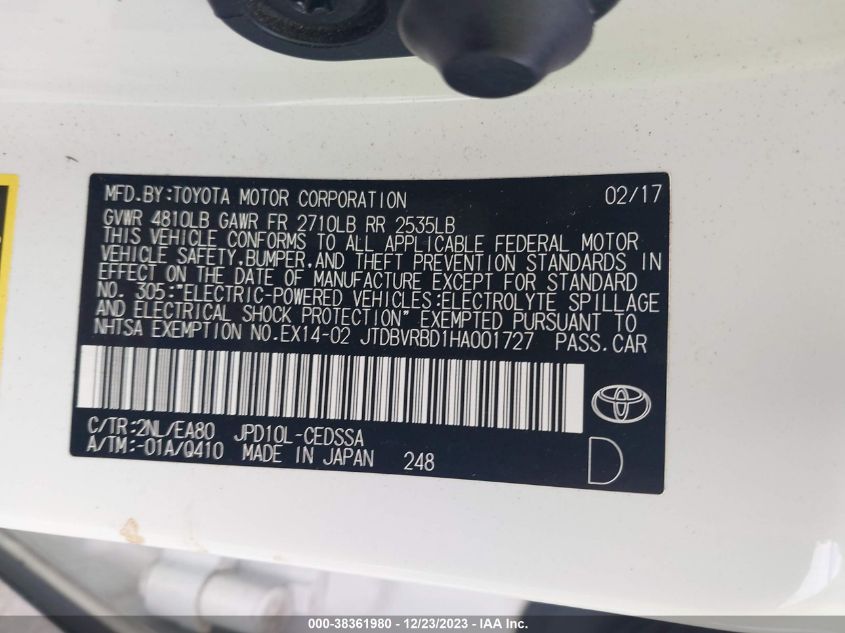 MFD.BY:TOYOTA MOTOR CORPORATION 02/17
GVWR 4810LB GAWR FR 2710LB RR 2535LB
THIS VEHICLE CONFORMS TO ALL APPLICABLE FEDERAL MOTOR
VEHICLE SAFETY,BUMPER,AND THEFT PREVENTION STANDARDS IN
EFFECT ON THE DATE OF MANUFACTURE EXCEPT FOR STANDARD
NO. 305:"ELECTRIC-POWERED VEHICLES:ELECTROLYTE SPILLAGE
AND ELECTRICAL SHOCK PROTECTION" EXEMPTED PURSUANT TO
NHTSA EXEMPTION NO.EX14-02 JTDBVRBD1HA001727 PASS.CAR
C/TR:2NL/EA80 JPD10L-CEDSSA
A/TM:-01A/Q410 MADE IN JAPAN 248
D
000-38361980 - 12/23/2023 - IAA Inc.